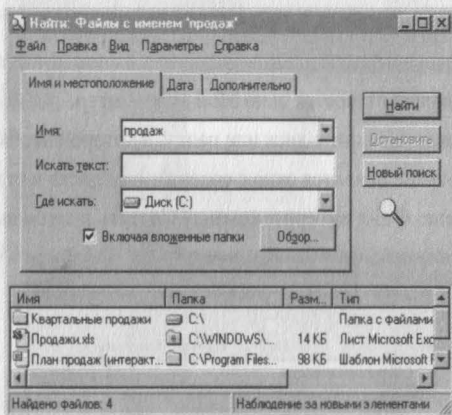 Найти: Файлы с именем 'продаж'
Файл Правка Вид Параметры Справка
Имя и местоположение Дата Дополнительно
Найти
Имя: продаж
Остановить
Искать текст:
Новый поиск
Где искать: Диск (C:)
Включая вложенные папки Обзор...
Имя Папка Разм... Тип
Квартальные продажи C:\ Папка с файлами
Продажи.xls C:\WINDOWS\... 14 КБ Лист Microsoft Exc
План продаж (интеракт... C:\Program Files... 98 КБ Шаблон Microsoft
Найдено файлов: 4 Наблюдение за новыми элементами